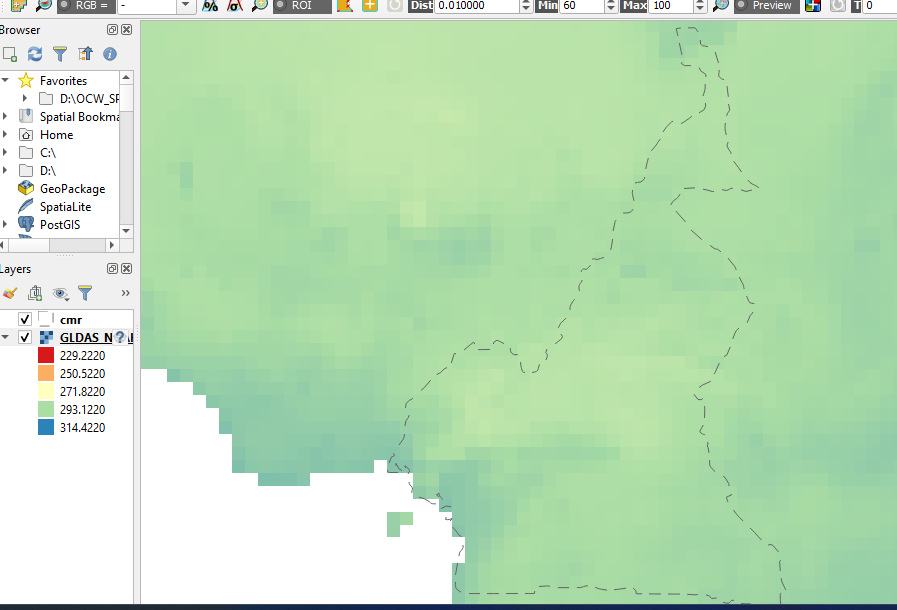 RGB = - ROI Dist 0.010000 Min 60 Max 100 Preview T 0
Browser
Favorites
D:\OCW_SF
Spatial Bookma
Home
C:\
D:\
GeoPackage
SpatiaLite
PostGIS
Layers
cmr
GLDAS_N
229.2220
250.5220
271.8220
293.1220
314.4220